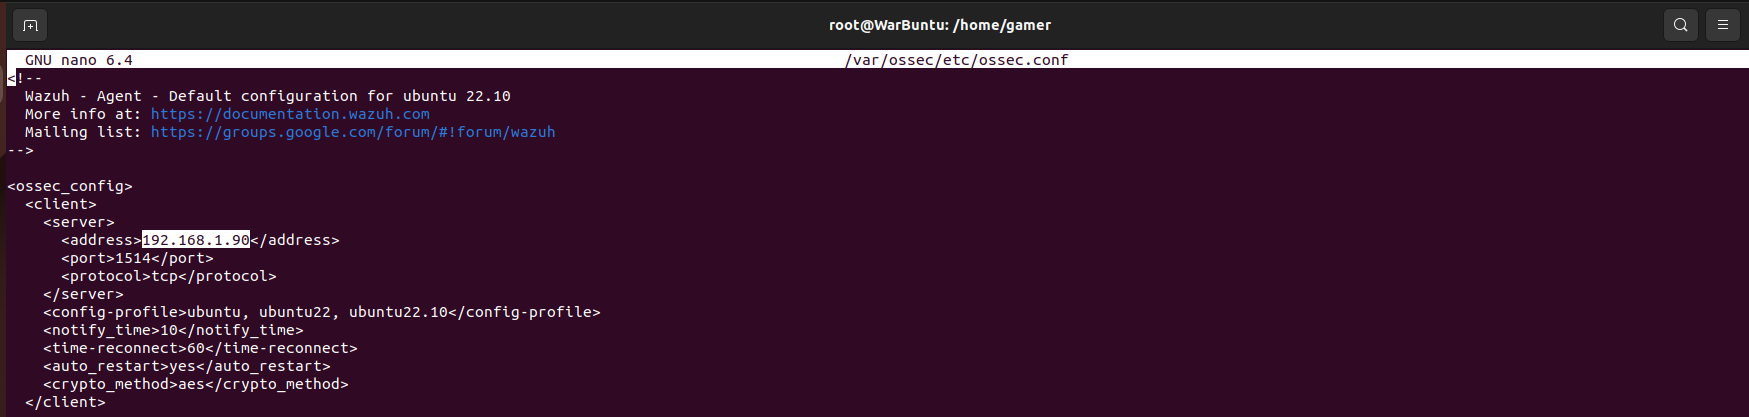 root@WarBuntu: /home/gamer
GNU nano 6.4 /var/ossec/etc/ossec.conf
<!--
  Wazuh - Agent - Default configuration for ubuntu 22.10
  More info at: https://documentation.wazuh.com
  Mailing list: https://groups.google.com/forum/#!forum/wazuh
-->
<ossec_config>
  <client>
    <server>
      <address>192.168.1.90</address>
      <port>1514</port>
      <protocol>tcp</protocol>
    </server>
    <config-profile>ubuntu, ubuntu22, ubuntu22.10</config-profile>
    <notify_time>10</notify_time>
    <time-reconnect>60</time-reconnect>
    <auto_restart>yes</auto_restart>
    <crypto_method>aes</crypto_method>
  </client>